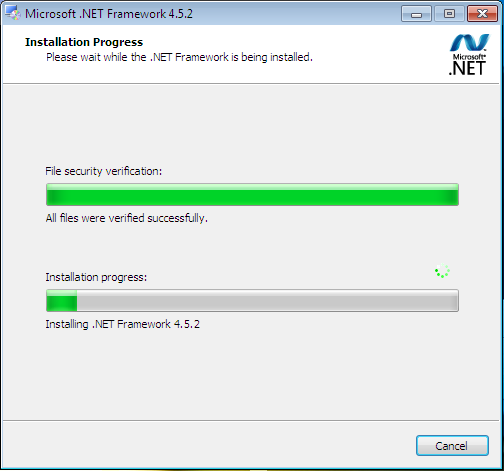 Microsoft .NET Framework 4.5.2
Installation Progress
Please wait while the .NET Framework is being installed.
Microsoft®
.NET
File security verification:
All files were verified successfully.
Installation progress:
Installing .NET Framework 4.5.2
Cancel